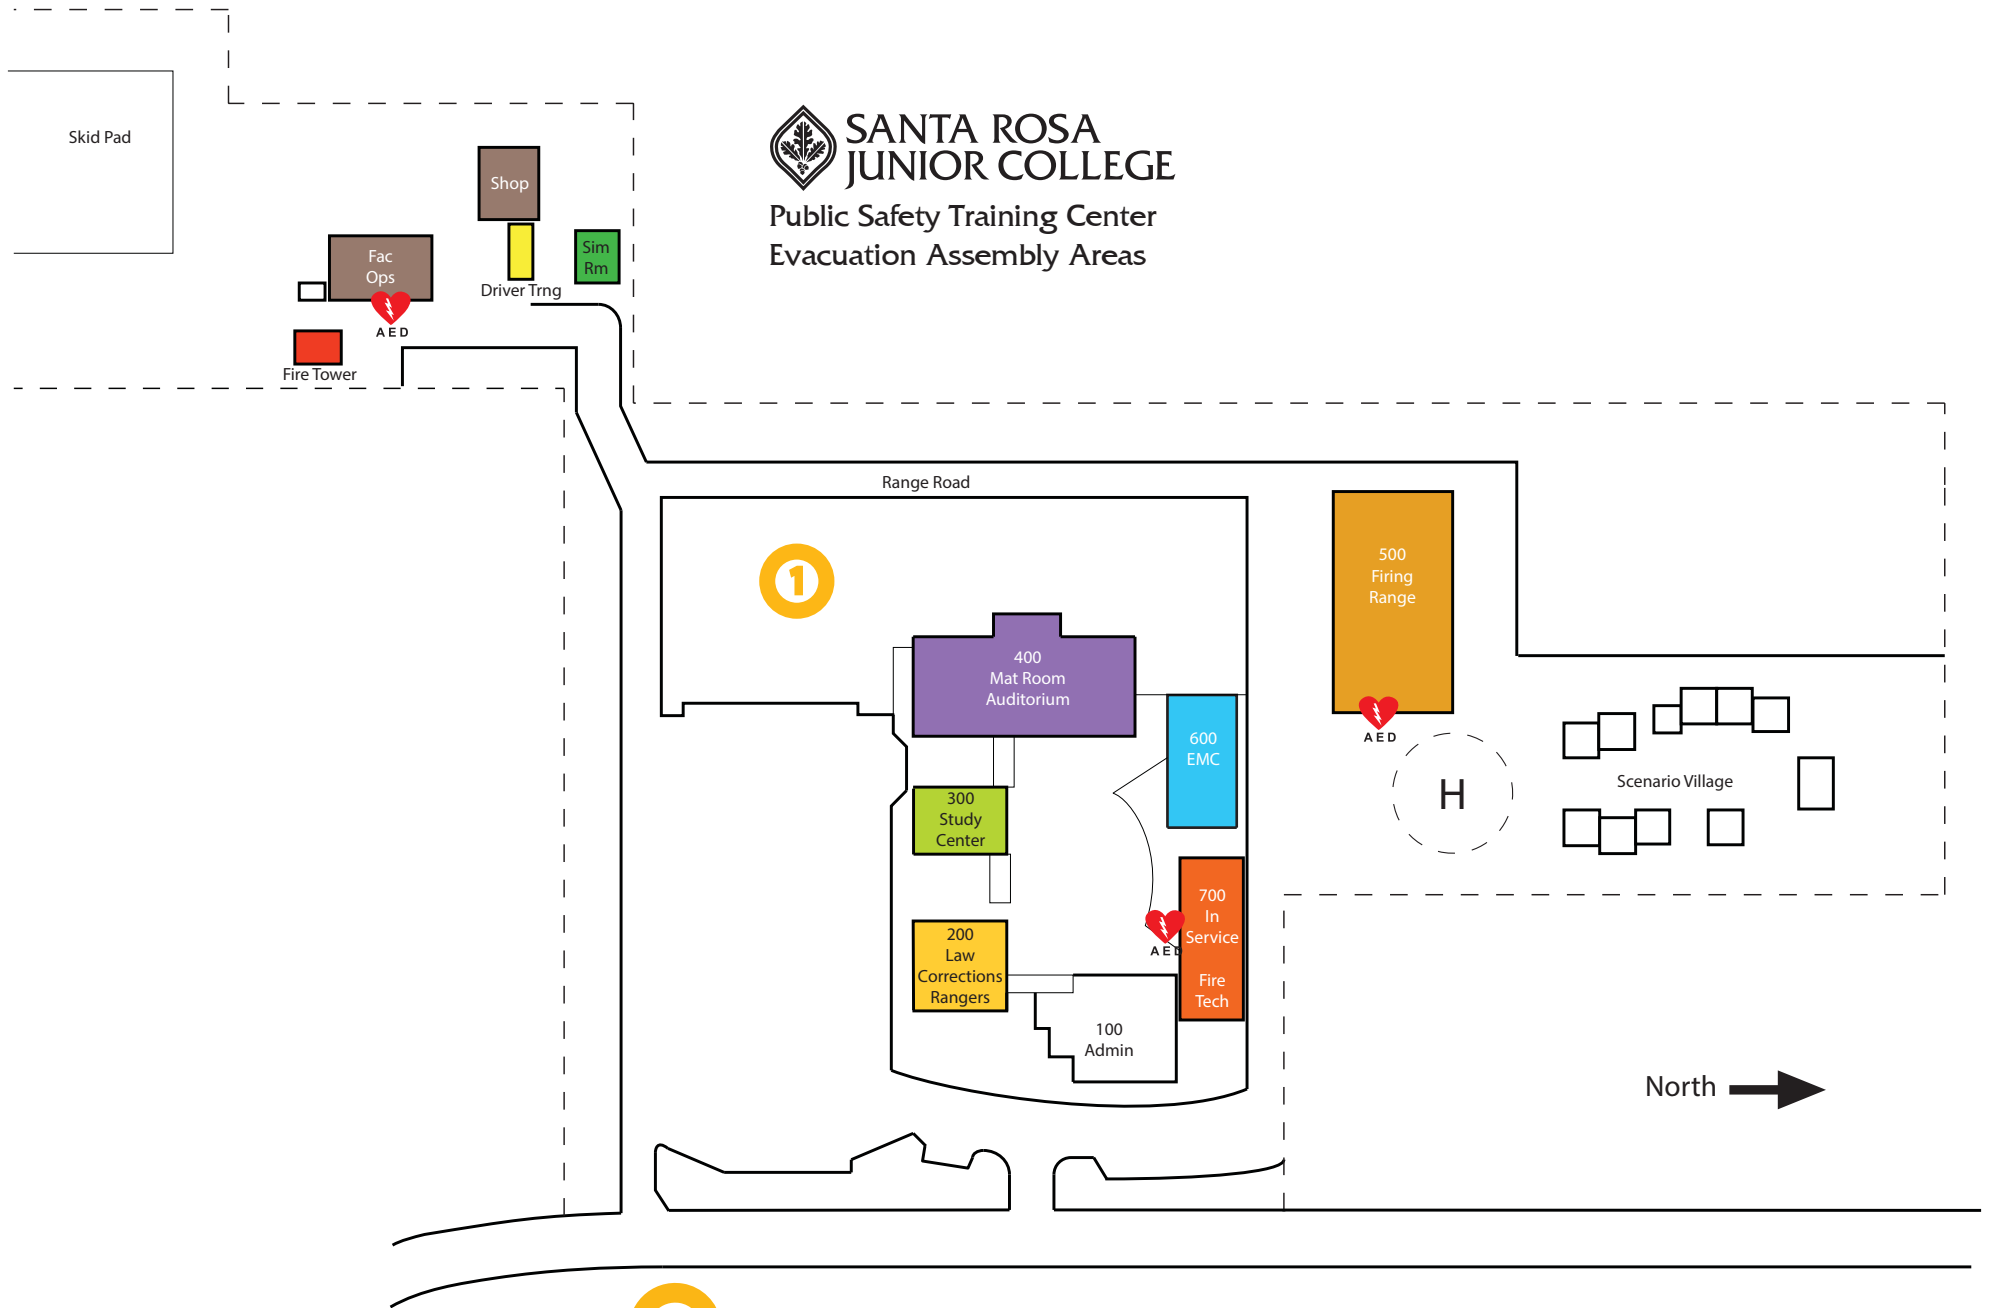 SANTA ROSA
JUNIOR COLLEGE
Public Safety Training Center
Evacuation Assembly Areas
Skid Pad
Shop
Fac
Ops
Sim
Rm
Driver Trng
AED
Fire Tower
Range Road
1
500
Firing
Range
400
Mat Room
Auditorium
AED
600
EMC
H
Scenario Village
300
Study
Center
700
In
Service
Fire
Tech
AED
200
Law
Corrections
Rangers
100
Admin
North